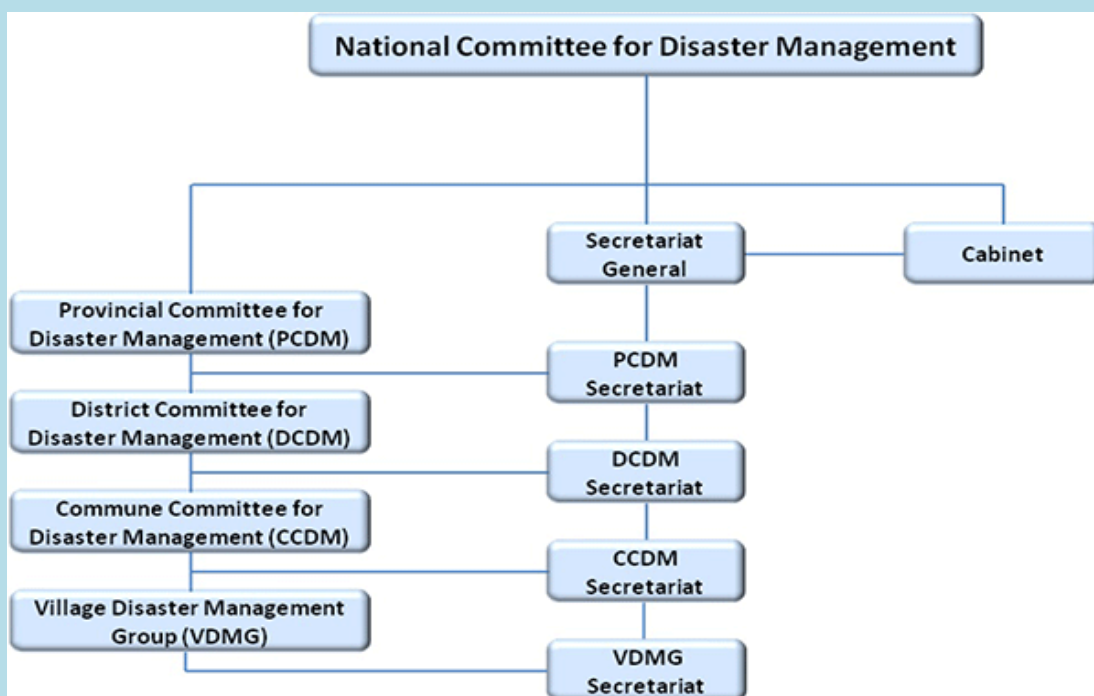 National Committee for Disaster Management
Secretariat
General
Cabinet
Provincial Committee for
Disaster Management (PCDM)
PCDM
Secretariat
District Committee for
Disaster Management (DCDM)
DCDM
Secretariat
Commune Committee for
Disaster Management (CCDM)
CCDM
Secretariat
Village Disaster Management
Group (VDMG)
VDMG
Secretariat